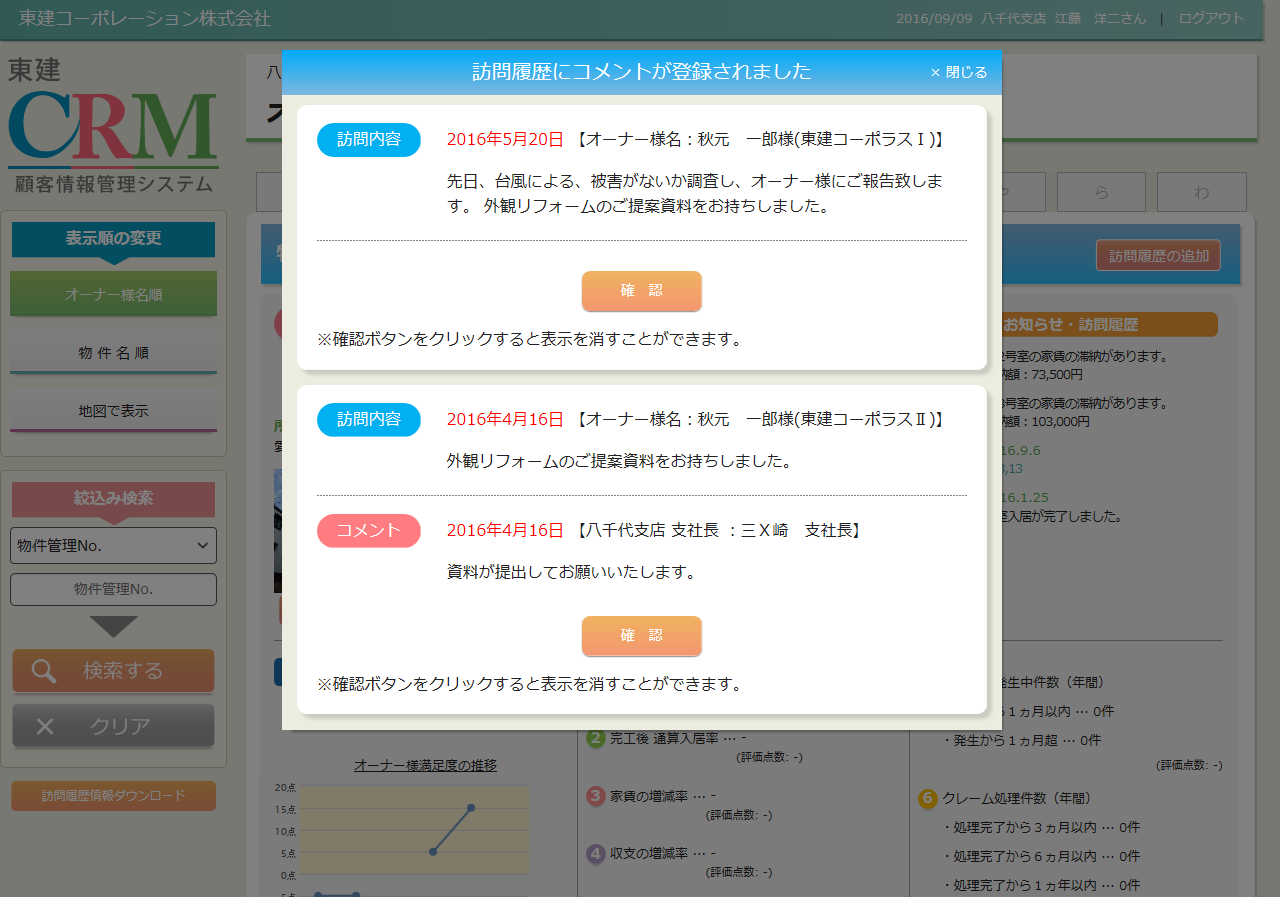 東建コーポレーション株式会社
2016/09/09 八千代支店 江藤 洋二さん | ログアウト
東建
CRM
顧客情報管理システム
八
訪問履歴にコメントが登録されました
× 閉じる
訪問内容
2016年5月20日 【オーナー様名：秋元　一郎様(東建コーポラスⅠ)】
先日、台風による、被害がないか調査し、オーナー様にご報告致しま
す。 外観リフォームのご提案資料をお持ちしました。
確　認
※確認ボタンをクリックすると表示を消すことができます。
訪問内容
2016年4月16日 【オーナー様名：秋元　一郎様(東建コーポラスⅡ)】
外観リフォームのご提案資料をお持ちしました。
コメント
2016年4月16日 【八千代支店 支社長 ：三Ｘ崎　支社長】
資料が提出してお願いいたします。
確　認
※確認ボタンをクリックすると表示を消すことができます。
ら
わ
表示順の変更
オーナー様名順
物 件 名 順
地図で表示
絞込み検索
物件管理No.
物件管理No.
検索する
× クリア
訪問履歴情報ダウンロード
訪問履歴の追加
お知らせ・訪問履歴
号室の家賃の滞納があります。
額：73,500円
号室の家賃の滞納があります。
額：103,000円
16.9.6
,13
16.1.25
入居が完了しました。
オーナー様満足度の推移
20点
15点
10点
5点
0点
2 完工後 通算入居率 … -
(評価点数: -)
3 家賃の増減率 … -
(評価点数: -)
4 収支の増減率 … -
(評価点数: -)
発生中件数（年間）
１ヵ月以内 … 0件
・発生から１ヵ月超 … 0件
(評価点数: -)
6 クレーム処理件数（年間）
・処理完了から３ヵ月以内 … 0件
・処理完了から６ヵ月以内 … 0件
・処理完了から１ヵ年以内 … 0件